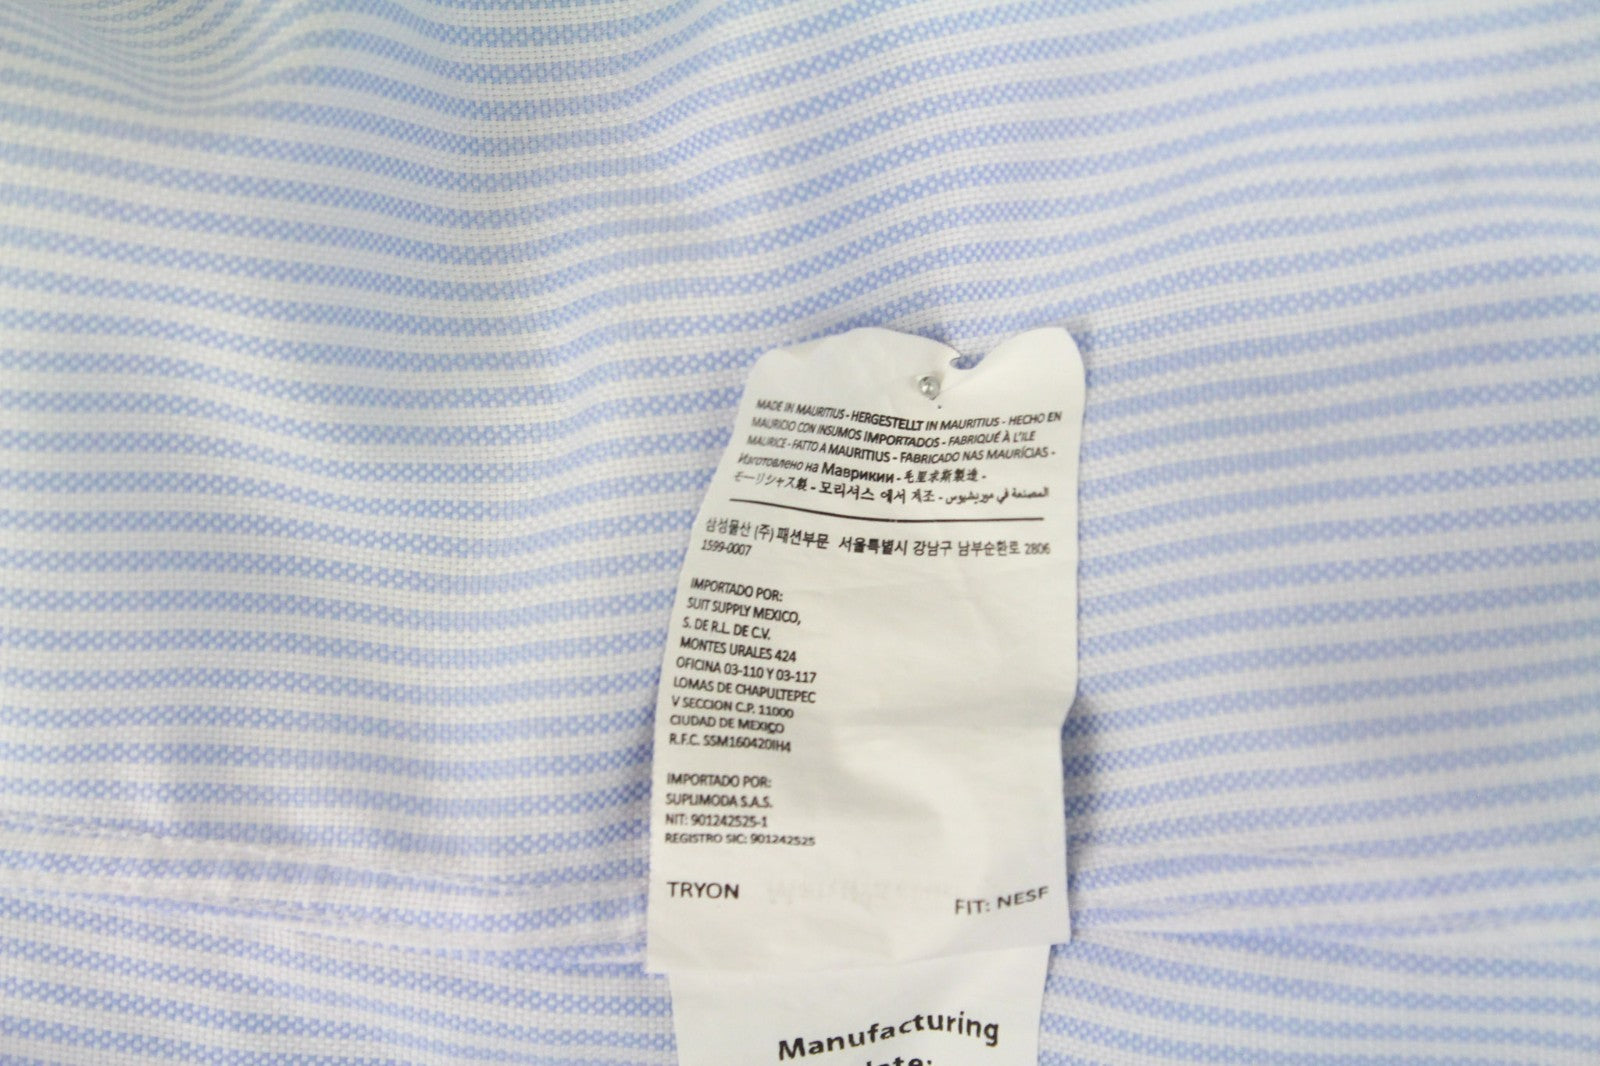 MADE IN MAURITIUS - HERGESTELLT IN MAURITIUS - HECHO EN
MAURICIO CON INSUMOS IMPORTADOS - FABRIQUÉ À L'ILE
MAURICE - FATTO A MAURITIUS - FABRICADO NAS MAURÍCIAS -
Изготовлено на Маврикии - 毛里求斯製造 -
モーリシャス製 - 모리셔스 에서 제조 - المصنعة في موريشيوس
삼성물산 (주) 패션부문 서울특별시 강남구 남부순환로 2806
1599-0007
IMPORTADO POR:
SUIT SUPPLY MEXICO,
S. DE R.L. DE C.V.
MONTES URALES 424
OFICINA 03-110 Y 03-117
LOMAS DE CHAPULTEPEC
V SECCION C.P. 11000
CIUDAD DE MEXICO
R.F.C. SSM160420IH4
IMPORTADO POR:
SUPLIMODA S.A.S.
NIT: 901242525-1
REGISTRO SIC: 901242525
TRYON FIT: NESF
Manufacturing